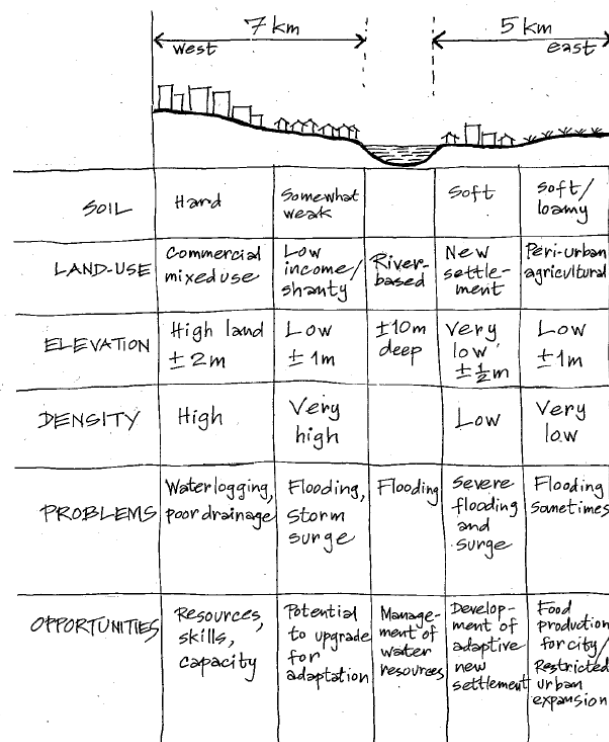 7 km
5 km
west
east
SOIL
Hard
Somewhat
weak
Soft
Soft/
loamy
LAND-USE
Commercial
mixed use
Low
income/
shanty
River-
based
New
settle-
ment
Peri-urban
agricultural
ELEVATION
High land
± 2m
Low
± 1m
±10m
deep
Very
low
± ½m
Low
±1m
DENSITY
High
Very
high
Low
Very
low
PROBLEMS
Waterlogging,
poor drainage
Flooding,
storm
surge
Flooding
Severe
flooding
and
surge
Flooding
sometimes
OPPORTUNITIES
Resources,
skills,
capacity
Potential
to upgrade
for
adaptation
Manage-
ment of
water
resources
Develop-
ment of
adaptive
new
settlement
Food
production
for city/
Restricted
urban
expansion